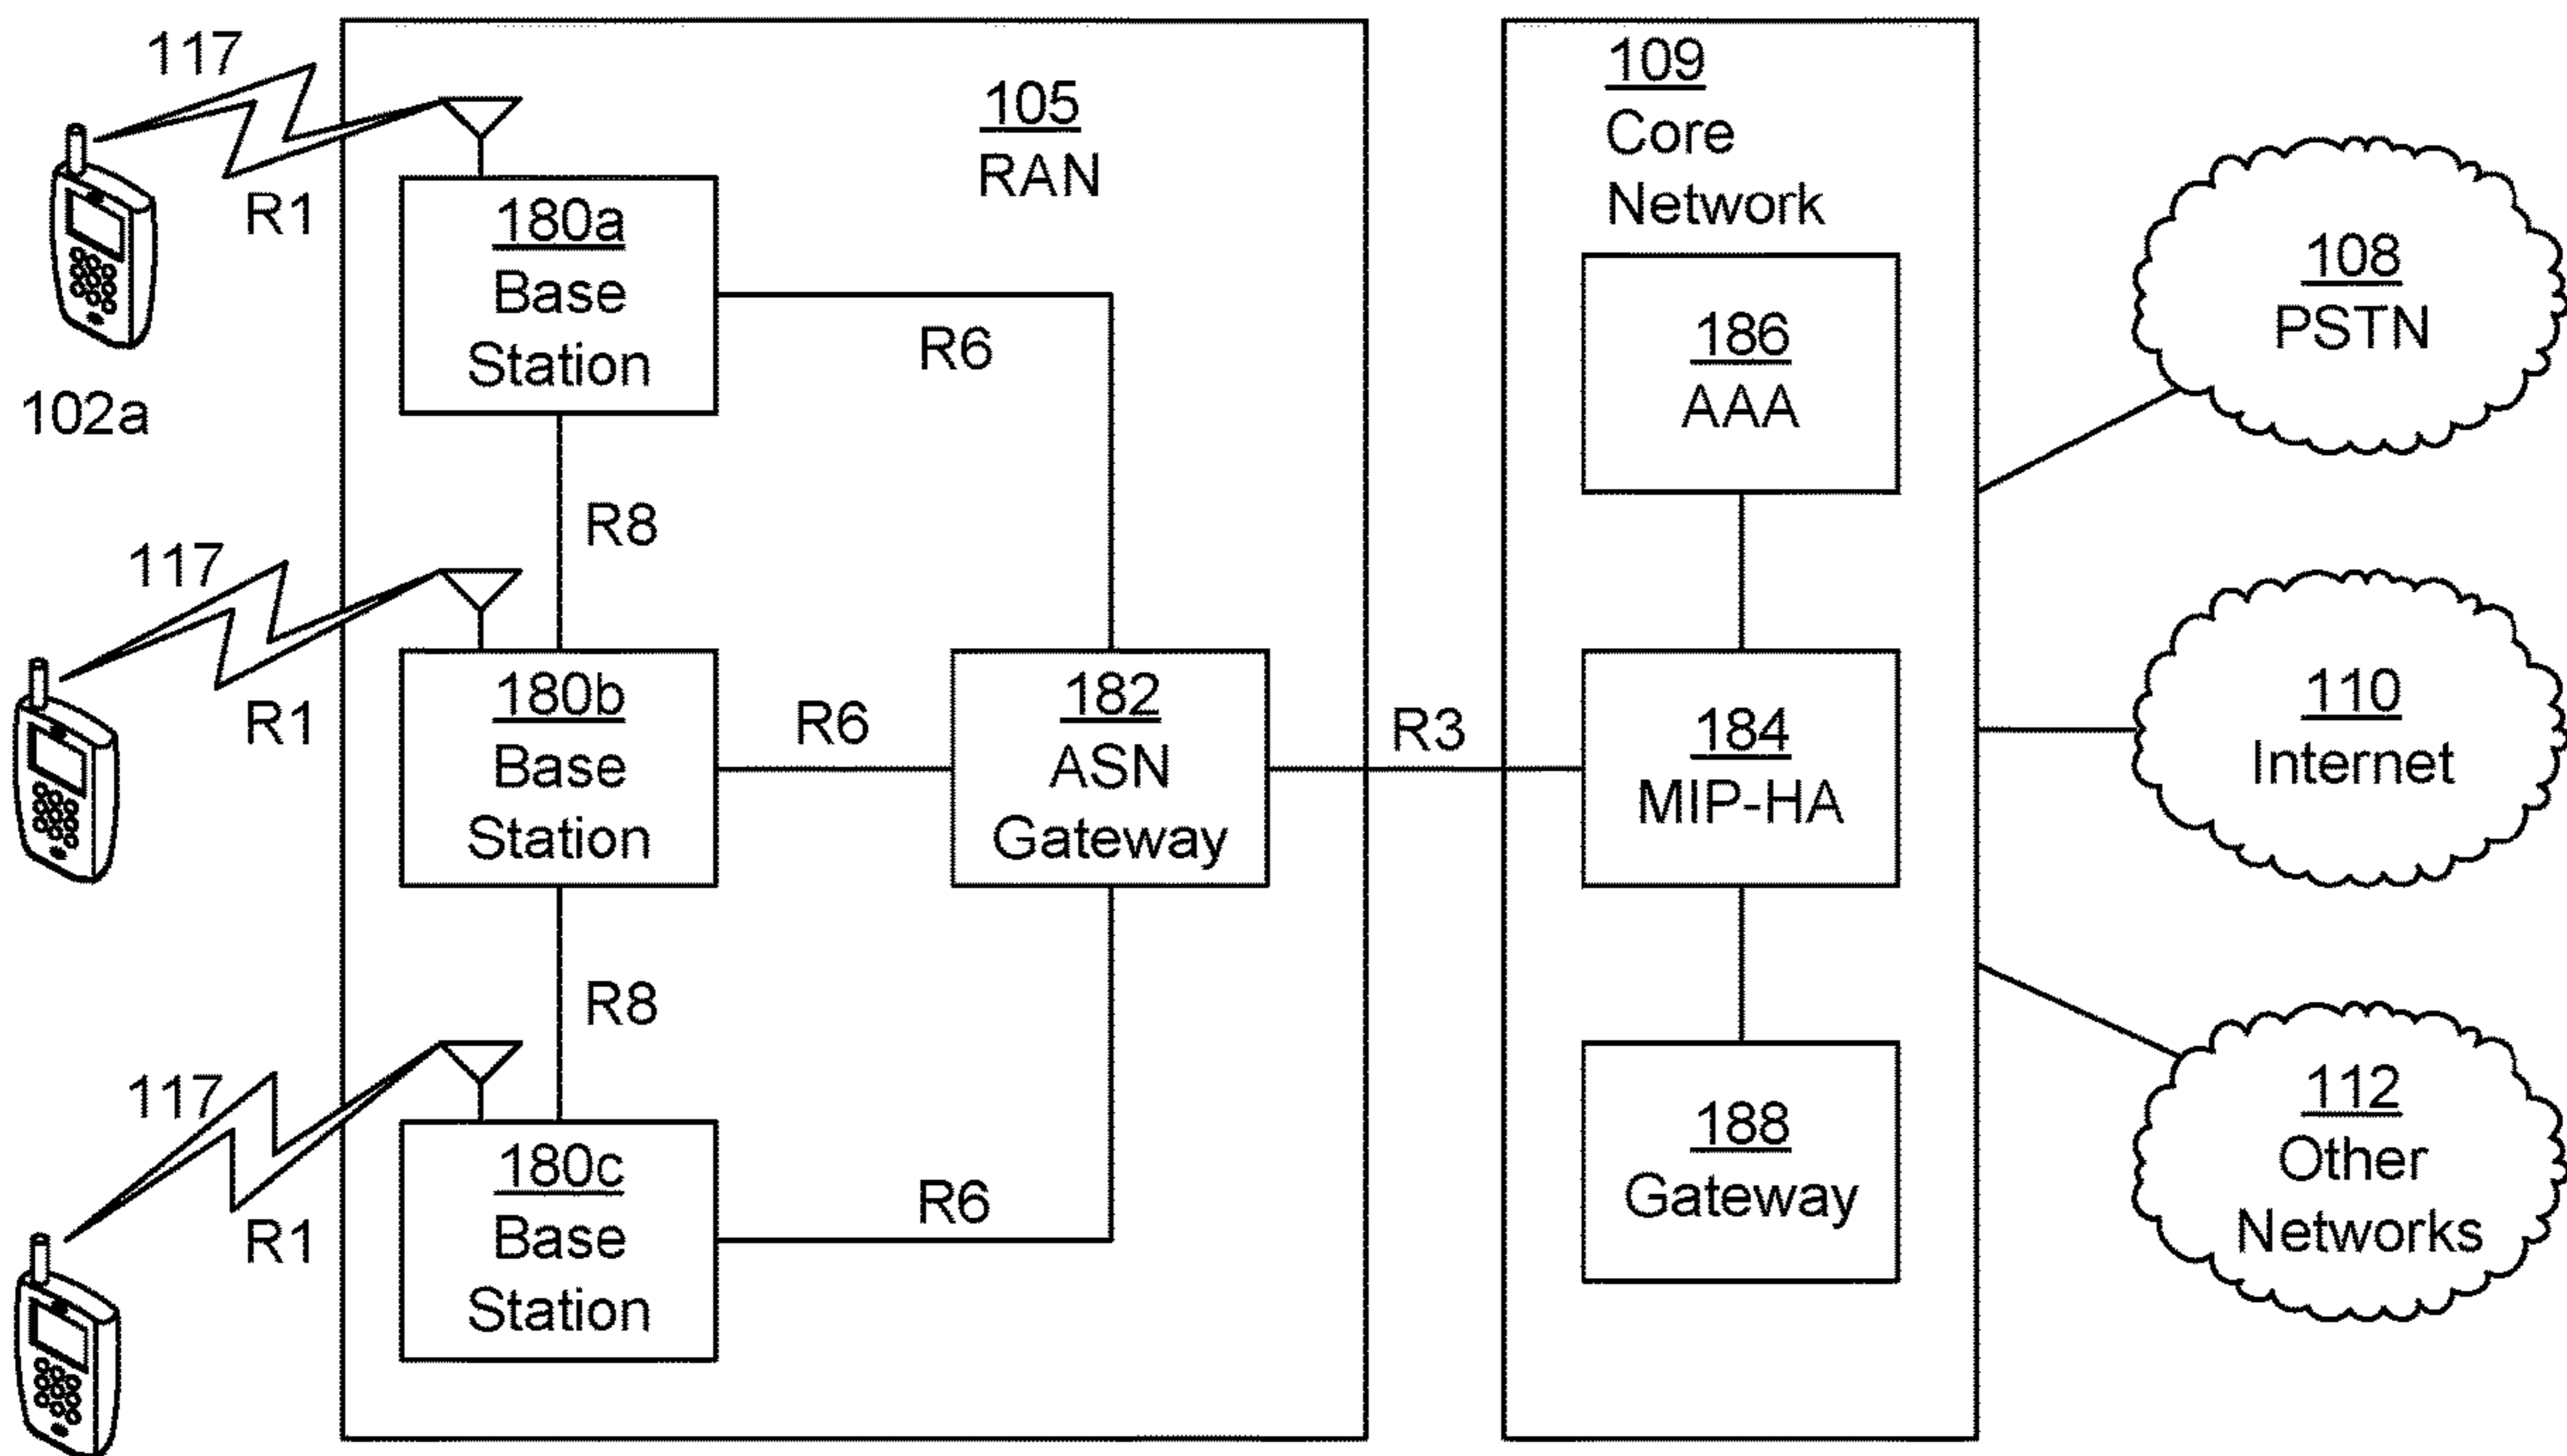 117
R1
102a
105
RAN
180a
Base
Station
R6
R8
117
R1
180b
Base
Station
R6
182
ASN
Gateway
R3
R8
117
R1
180c
Base
Station
R6
109
Core
Network
186
AAA
184
MIP-HA
188
Gateway
108
PSTN
110
Internet
112
Other
Networks